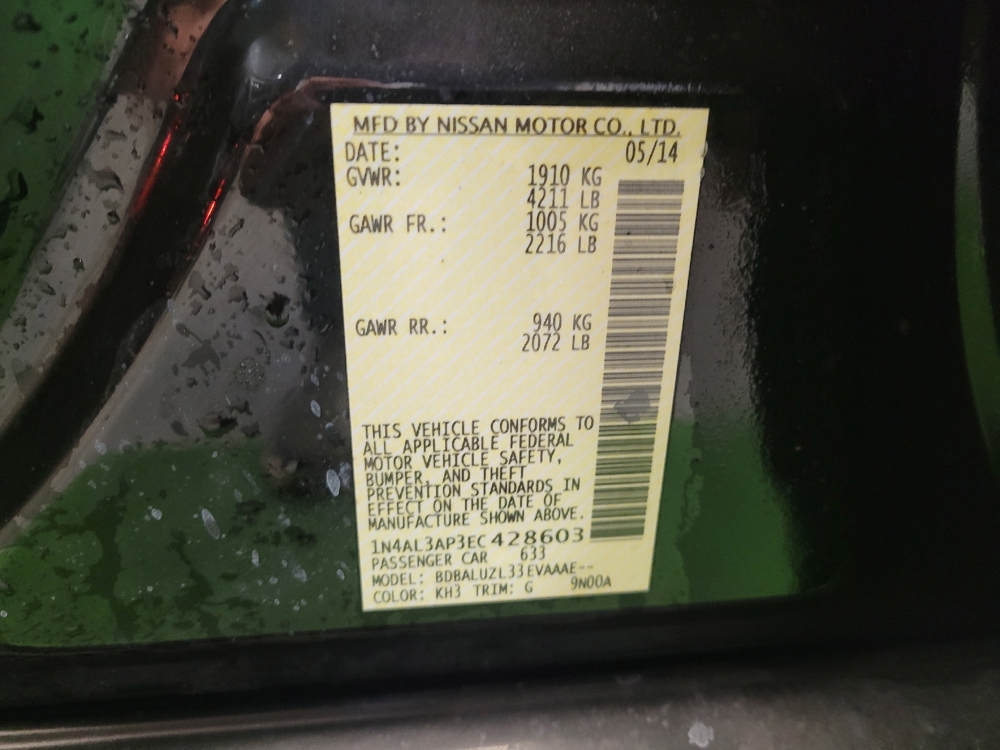 MFD BY NISSAN MOTOR CO., LTD.
DATE: 05/14
GVWR: 1910 KG
4211 LB
GAWR FR.: 1005 KG
2216 LB
GAWR RR.: 940 KG
2072 LB
THIS VEHICLE CONFORMS TO
ALL APPLICABLE FEDERAL
MOTOR VEHICLE SAFETY,
BUMPER, AND THEFT
PREVENTION STANDARDS IN
EFFECT ON THE DATE OF
MANUFACTURE SHOWN ABOVE.
1N4AL3AP3EC428603
PASSENGER CAR 633
MODEL: BDBALUZL33EVAAAE--
COLOR: KH3 TRIM: G 9N00A